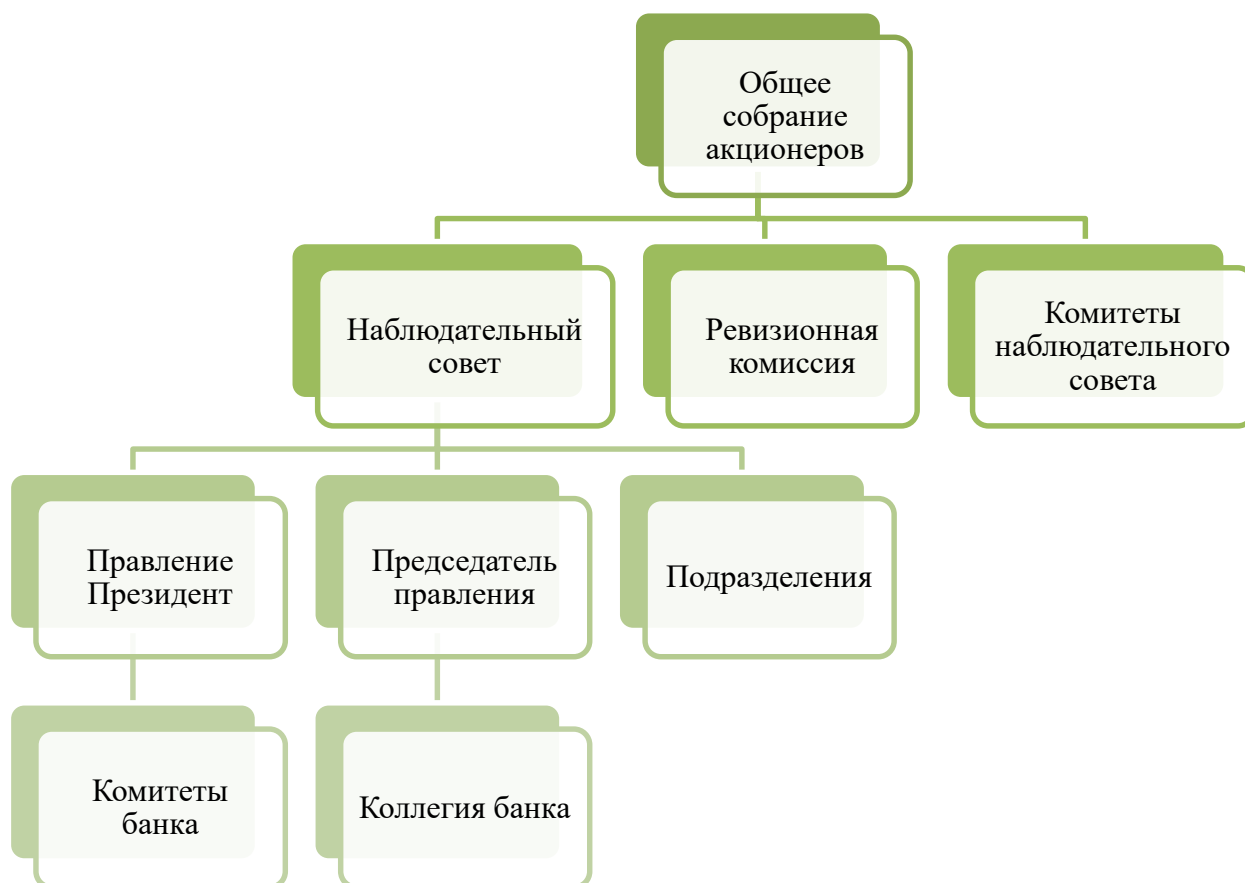 Общее
собрание
акционеров
Наблюдательный
совет
Ревизионная
комиссия
Комитеты
наблюдательного
совета
Правление
Президент
Председатель
правления
Подразделения
Комитеты
банка
Коллегия банка